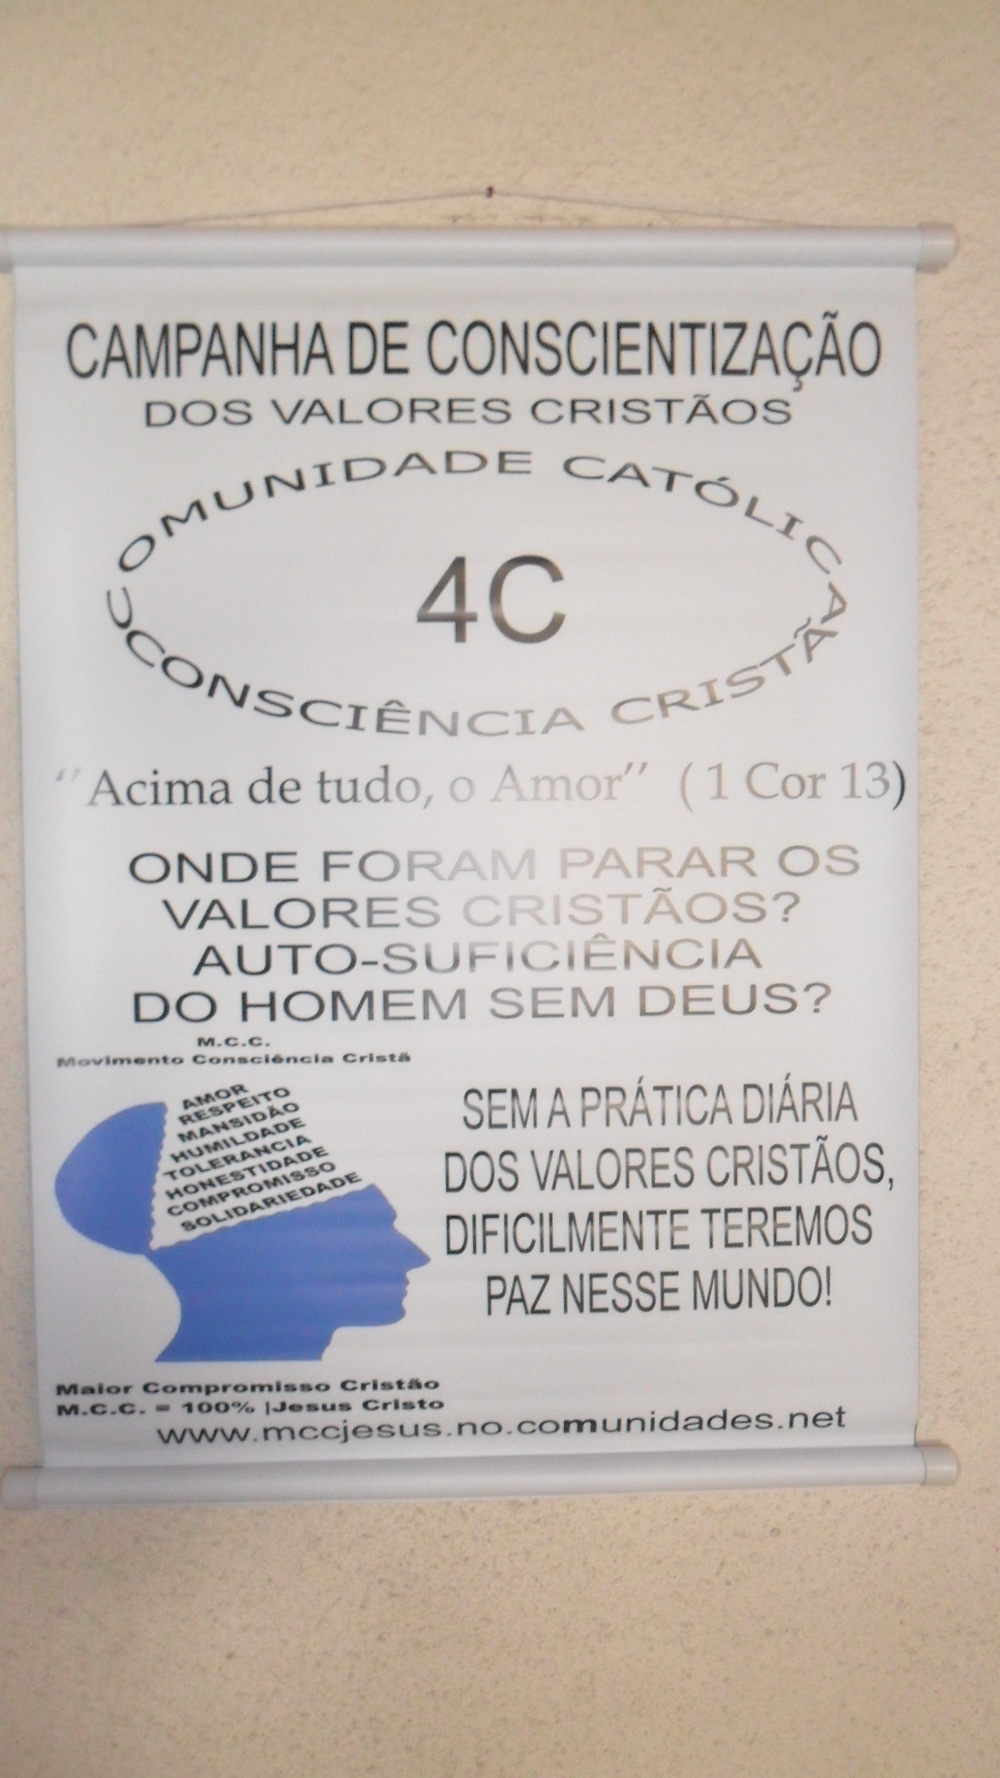 CAMPANHA DE CONSCIENTIZAÇÃO
DOS VALORES CRISTÃOS
COMUNIDADE CATÓLICA
4C
CONSCIÊNCIA CRISTÃ
‘‘Acima de tudo, o Amor’’ ( 1 Cor 13)
ONDE FORAM PARAR OS
VALORES CRISTÃOS?
AUTO-SUFICIÊNCIA
DO HOMEM SEM DEUS?
M.C.C.
Movimento Consciência Cristã
AMOR
RESPEITO
MANSIDÃO
HUMILDADE
TOLERANCIA
HONESTIDADE
COMPROMISSO
SOLIDARIEDADE
SEM A PRÁTICA DIÁRIA
DOS VALORES CRISTÃOS,
DIFICILMENTE TEREMOS
PAZ NESSE MUNDO!
Maior Compromisso Cristão
M.C.C. = 100% |Jesus Cristo
www.mccjesus.no.comunidades.net